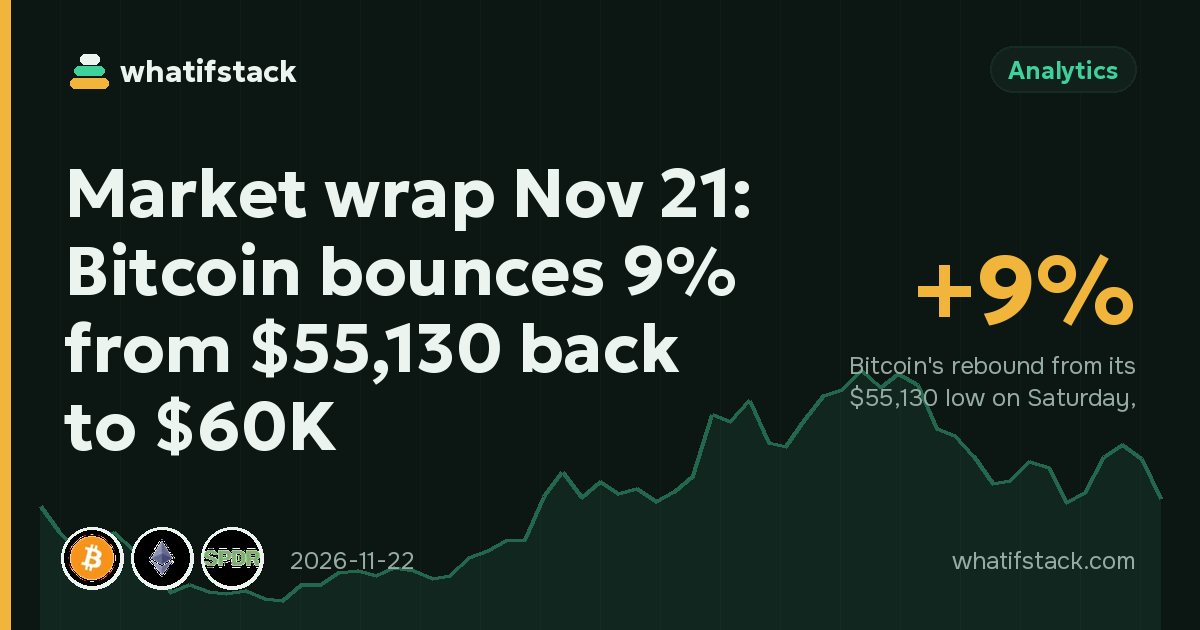 whatifstack
Analytics
Market wrap Nov 21:
Bitcoin bounces 9%
from $55,130 back
to $60K
+9%
Bitcoin's rebound from its
$55,130 low on Saturday,
SPDR
2026-11-22
whatifstack.com